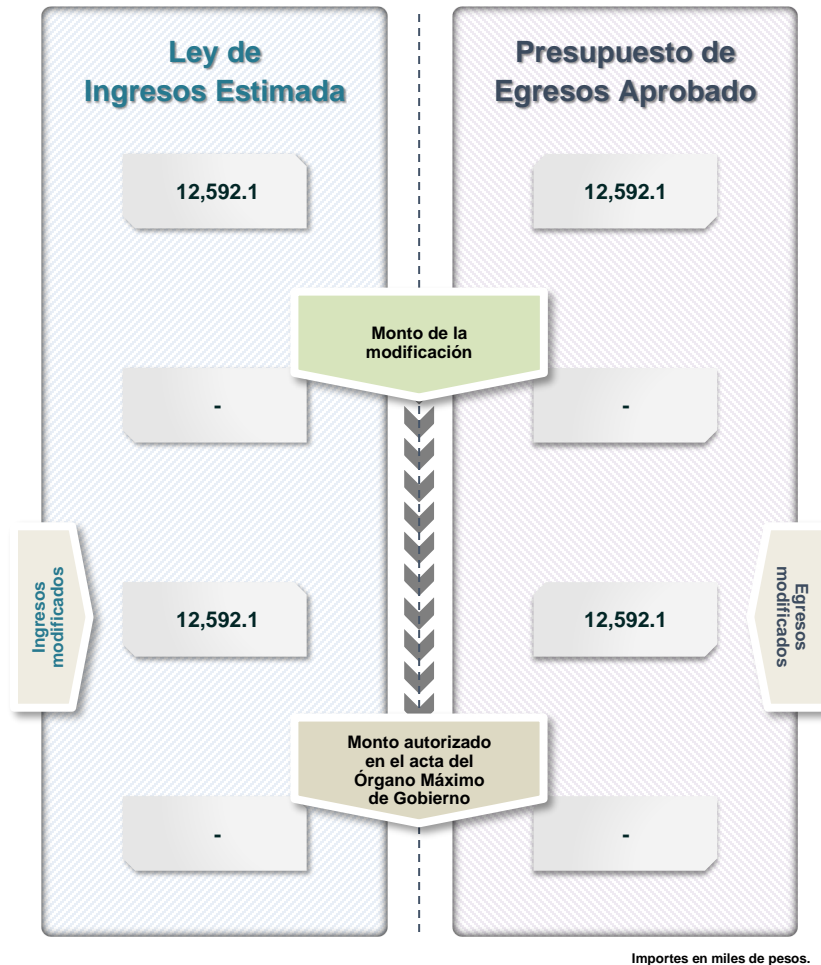 Ley de
Ingresos Estimada
Presupuesto de
Egresos Aprobado
12,592.1
12,592.1
Monto de la
modificación
-
-
Ingresos
modificados
12,592.1
12,592.1
Egresos
modificados
Monto autorizado
en el acta del
Órgano Máximo
de Gobierno
-
-
Importes en miles de pesos.